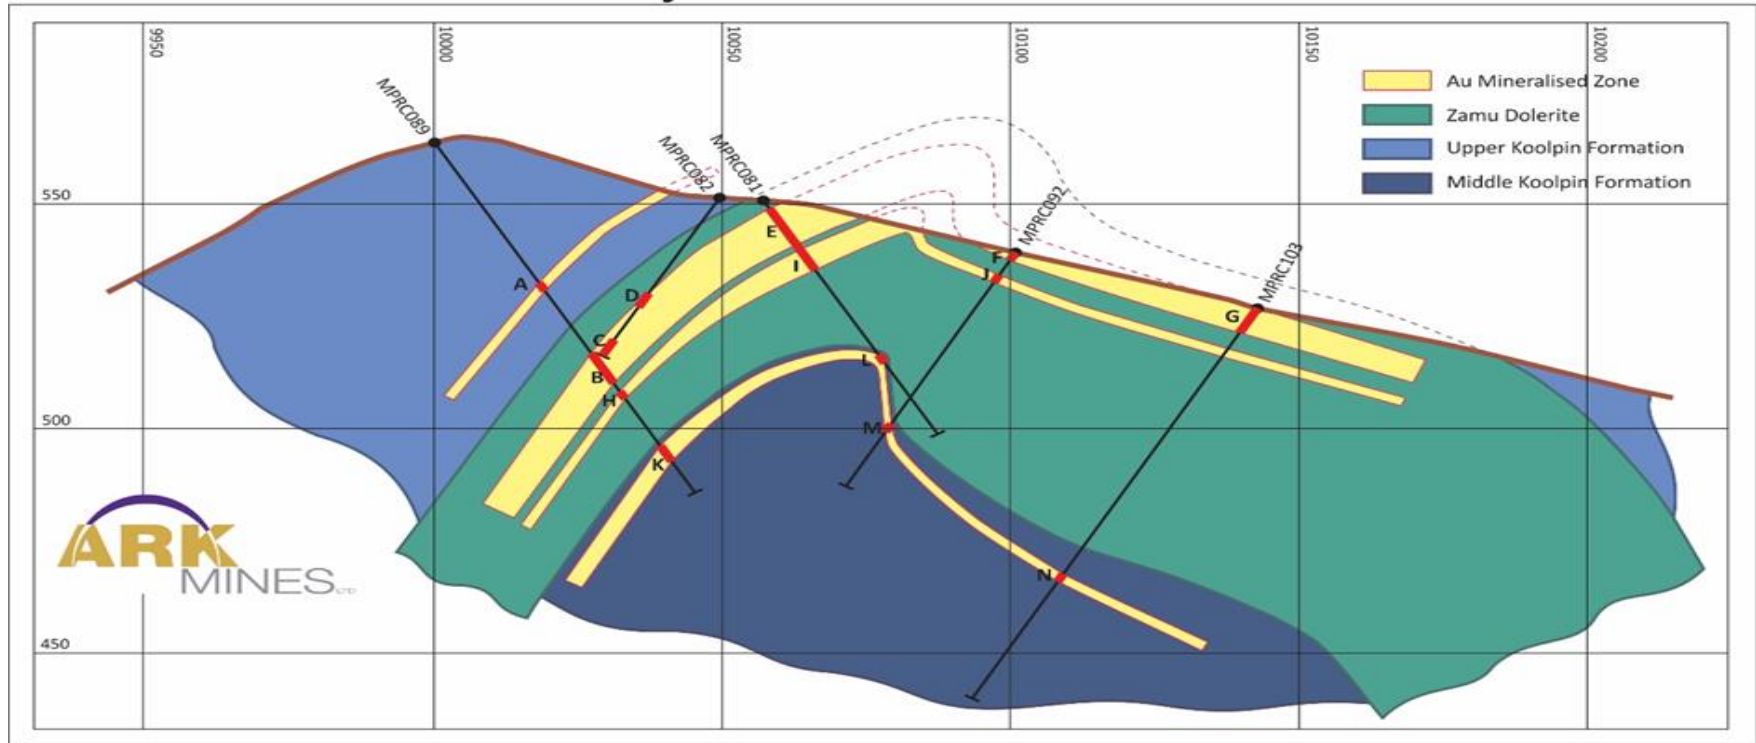 9950
10000
10050
10100
10150
10200
MPRC089
MPRC082
MPRC081
MPRC092
MPRC103
Au Mineralised Zone
Zamu Dolerite
Upper Koolpin Formation
Middle Koolpin Formation
550
500
450
A
B
C
D
E
F
G
H
I
J
K
L
M
N
ARK
MINES LTD